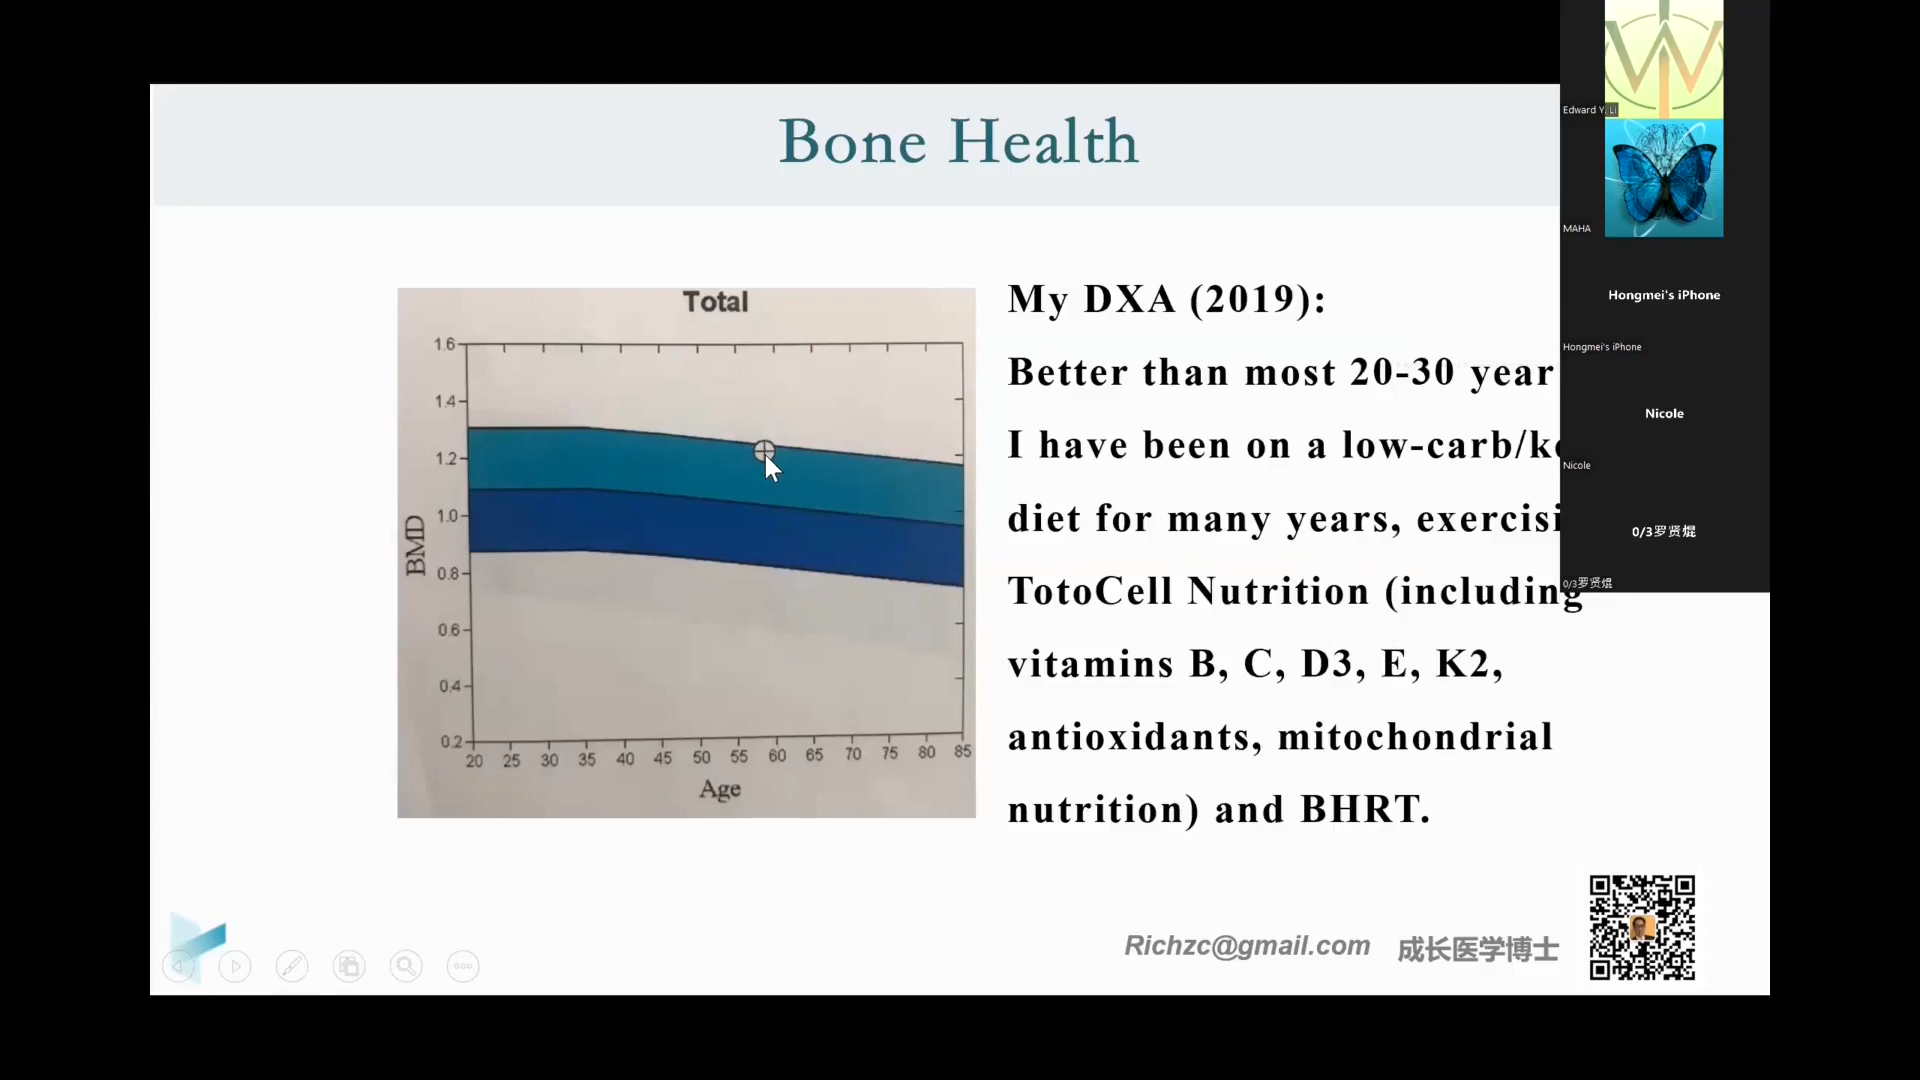 Bone Health
Total
1.6
1.4
1.2
1.0
0.8
0.6
0.4
0.2
BMD
20 25 30 35 40 45 50 55 60 65 70 75 80 85
Age
My DXA (2019):
Better than most 20-30 year
I have been on a low-carb/
diet for many years,
TotoCell Nutrition (including
vitamins B, C, D3, E, K2,
antioxidants, mitochondrial
nutrition) and BHRT.
Richzc@gmail.com 成长医学博士
Edward Y. Li
MAHA
Hongmei's iPhone
Hongmei's iPhone
Nicole
Nicole
0/3罗贤焜
0/3罗贤焜